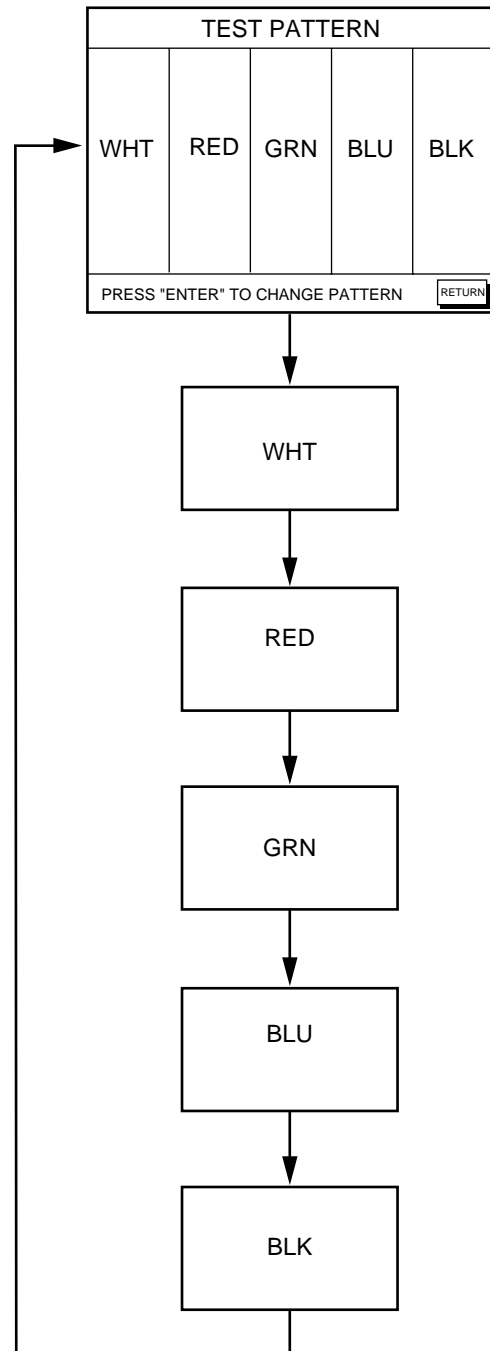 TEST PATTERN
WHT RED GRN BLU BLK
PRESS "ENTER" TO CHANGE PATTERN RETURN
WHT
RED
GRN
BLU
BLK